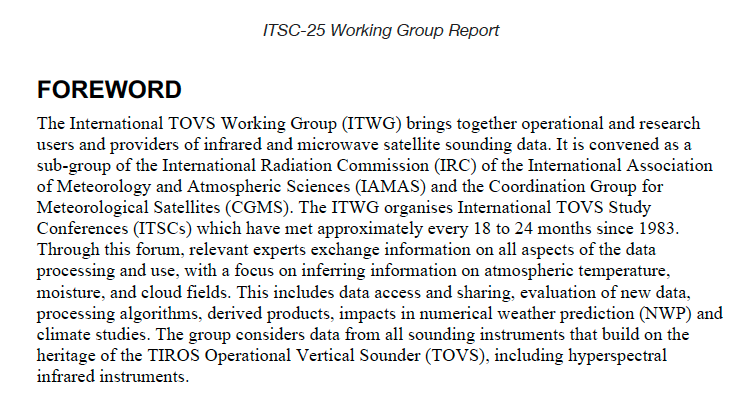 ITSC-25 Working Group Report
FOREWORD
The International TOVS Working Group (ITWG) brings together operational and research
users and providers of infrared and microwave satellite sounding data. It is convened as a
sub-group of the International Radiation Commission (IRC) of the International Association
of Meteorology and Atmospheric Sciences (IAMAS) and the Coordination Group for
Meteorological Satellites (CGMS). The ITWG organises International TOVS Study
Conferences (ITSCs) which have met approximately every 18 to 24 months since 1983.
Through this forum, relevant experts exchange information on all aspects of the data
processing and use, with a focus on inferring information on atmospheric temperature,
moisture, and cloud fields. This includes data access and sharing, evaluation of new data,
processing algorithms, derived products, impacts in numerical weather prediction (NWP) and
climate studies. The group considers data from all sounding instruments that build on the
heritage of the TIROS Operational Vertical Sounder (TOVS), including hyperspectral
infrared instruments.